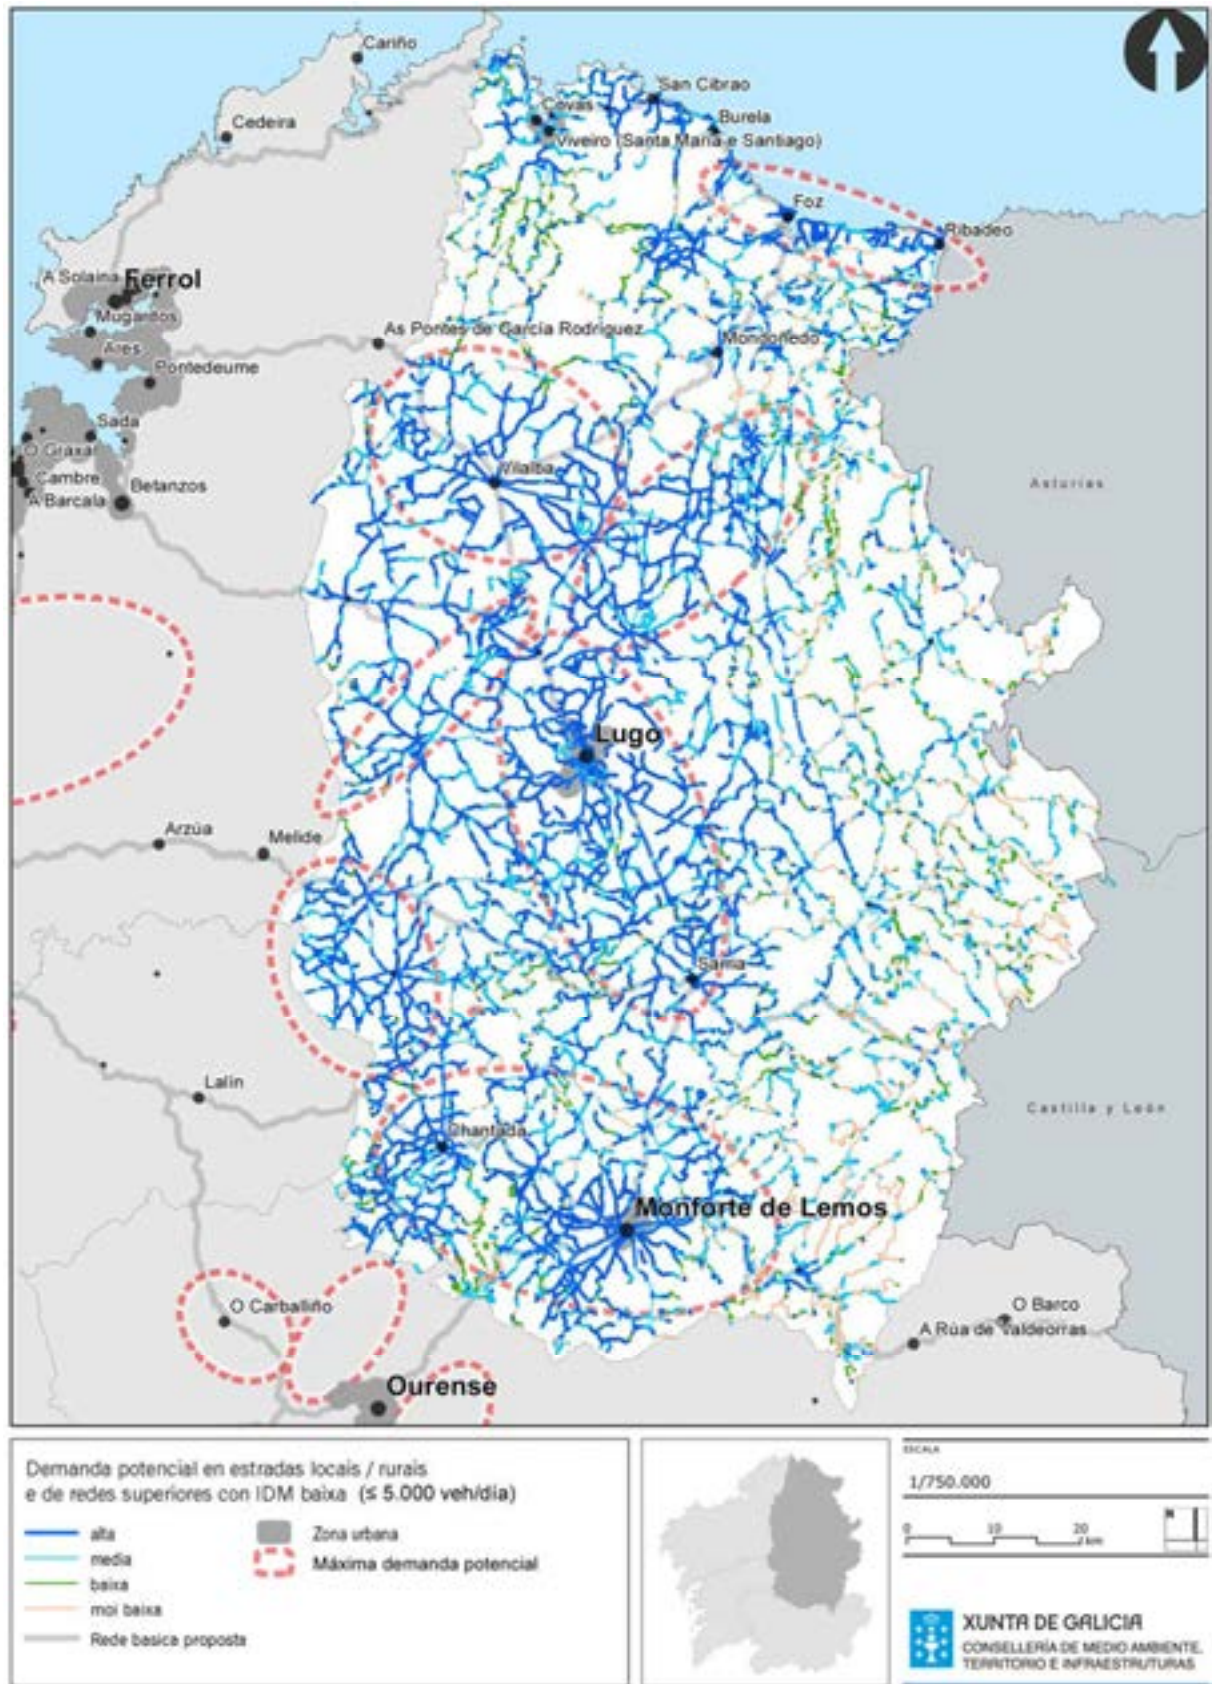 Cariño
San Cibrao
Covas
Cedeira
Burela
Viveiro (Santa María e Santiago)
Foz
Ribadeo
A Solaina
Ferrol
Mugardos
As Pontes de García Rodríguez
Mondoñedo
Ares
Pontedeume
Sada
O Graxal
Vilalba
Cambre
Betanzos
A Barcala
Asturias
Lugo
Arzúa
Melide
Sarria
Lalín
Castilla y León
Chantada
Monforte de Lemos
O Carballiño
O Barco
A Rúa de Valdeorras
Ourense
Demanda potencial en estradas locais / rurais
e de redes superiores con IDM baixa (≤ 5.000 veh/día)
alta
media
baixa
moi baixa
Rede basica proposta
Zona urbana
Máxima demanda potencial
ESCALA
1/750.000
0 10 20
km
N
XUNTA DE GALICIA
CONSELLERÍA DE MEDIO AMBIENTE,
TERRITORIO E INFRAESTRUTURAS